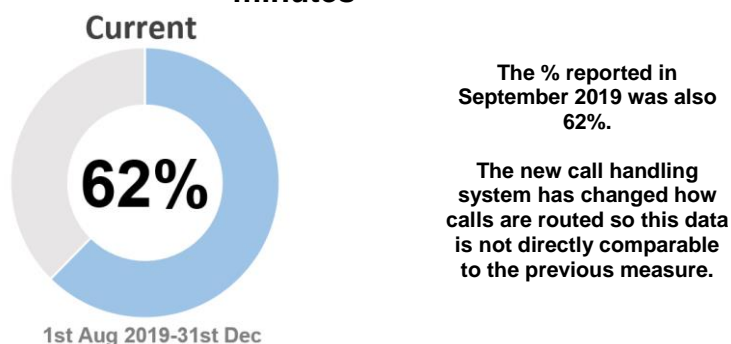 Current
62%
1st Aug 2019-31st Dec
The % reported in
September 2019 was also
62%.
The new call handling
system has changed how
calls are routed so this data
is not directly comparable
to the previous measure.